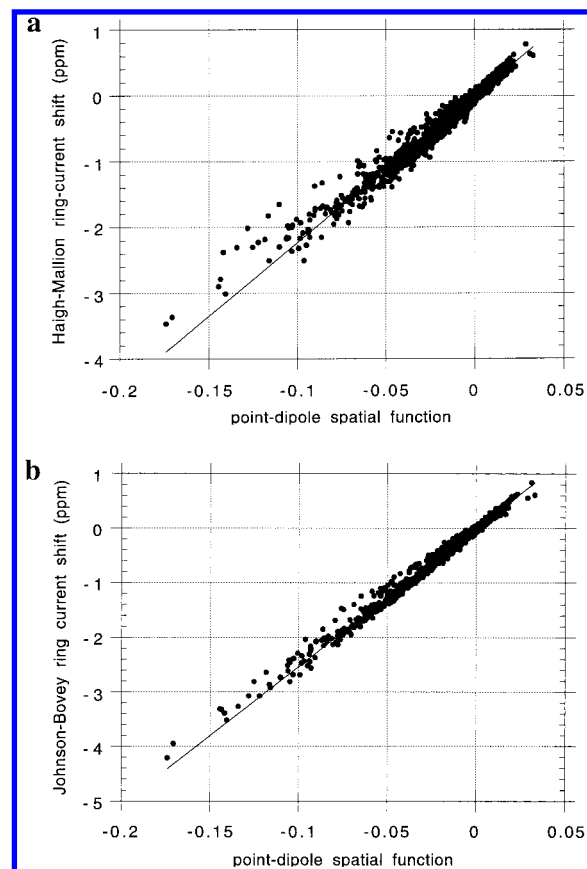 a
Haigh-Mallion ring-current shift (ppm)
1
0
-1
-2
-3
-4
-0.2 -0.15 -0.1 -0.05 0 0.05
point-dipole spatial function
b
Johnson-Bovey ring current shift (ppm)
1
0
-1
-2
-3
-4
-5
-0.2 -0.15 -0.1 -0.05 0 0.05
point-dipole spatial function